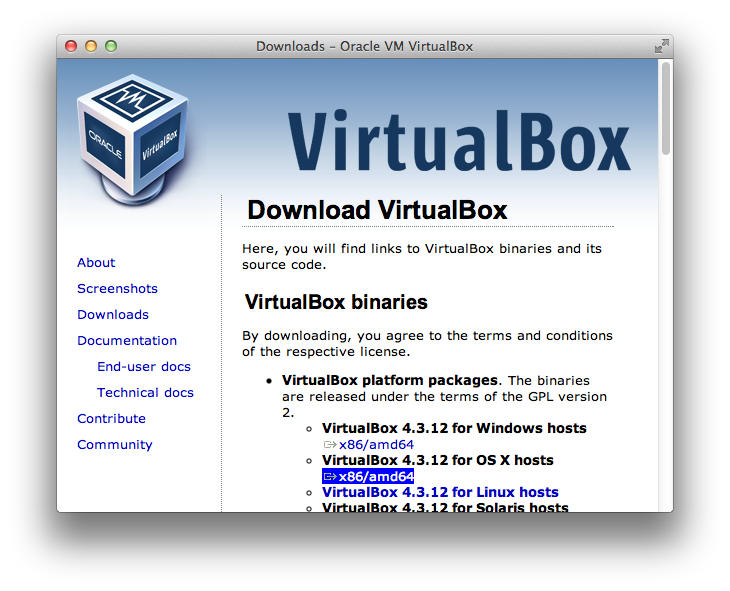 Downloads – Oracle VM VirtualBox
ORACLE
VirtualBox
VirtualBox
Download VirtualBox
Here, you will find links to VirtualBox binaries and its
source code.
About
Screenshots
Downloads
Documentation
End-user docs
Technical docs
Contribute
Community
VirtualBox binaries
By downloading, you agree to the terms and conditions
of the respective license.
• VirtualBox platform packages. The binaries
are released under the terms of the GPL version
2.
VirtualBox 4.3.12 for Windows hosts
x86/amd64
VirtualBox 4.3.12 for OS X hosts
x86/amd64
VirtualBox 4.3.12 for Linux hosts
VirtualBox 4.3.12 for Solaris hosts